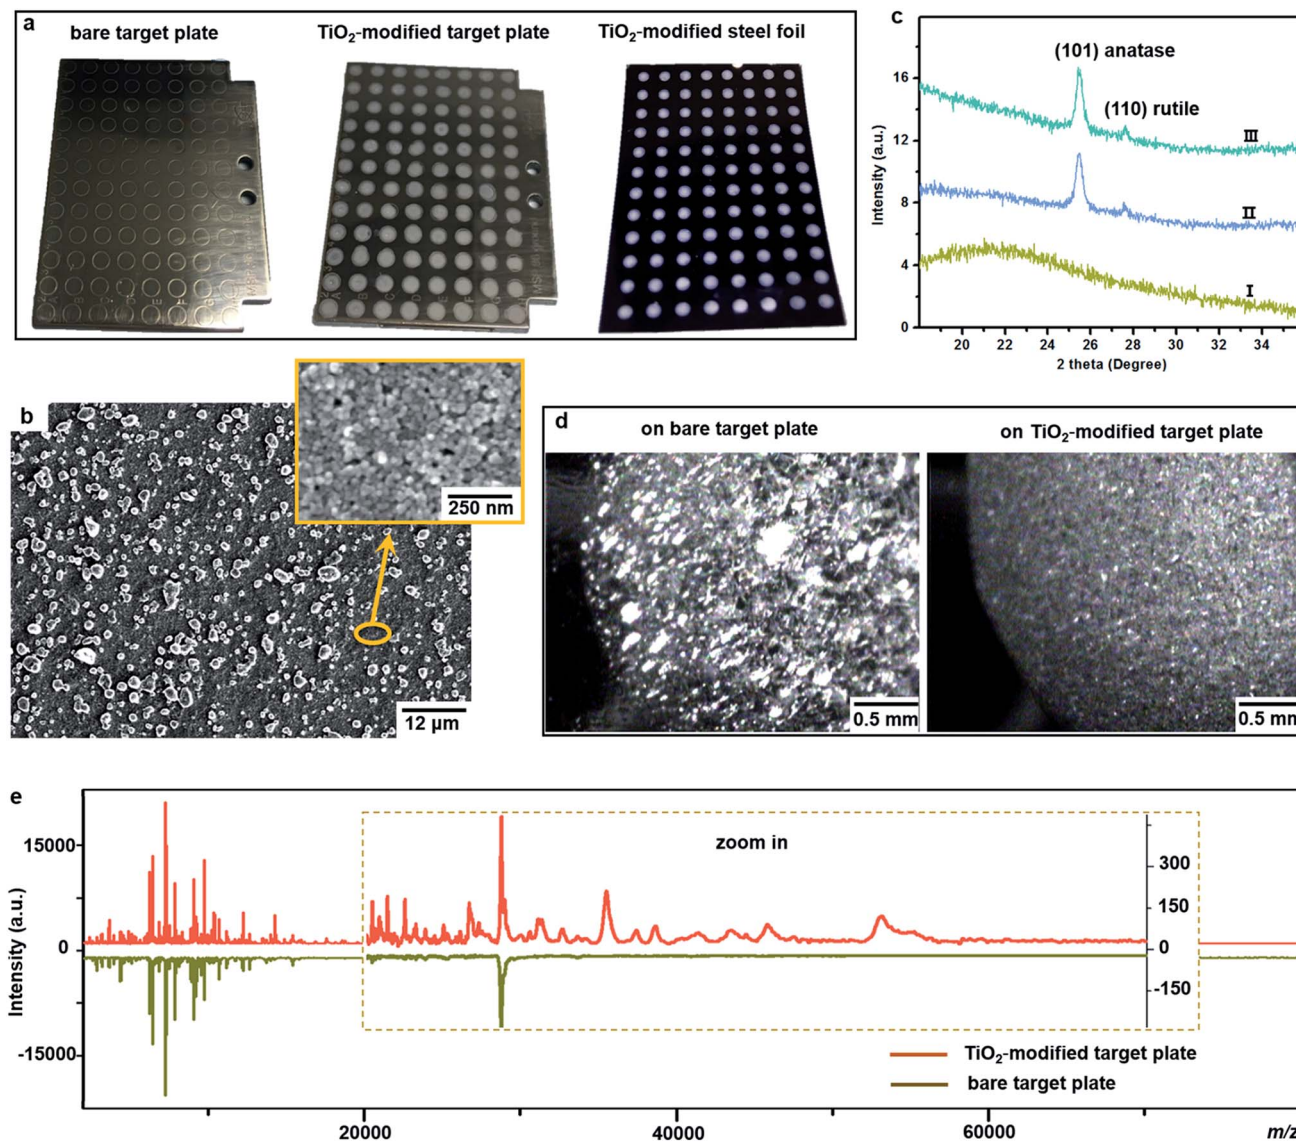 a
bare target plate
TiO₂-modified target plate
TiO₂-modified steel foil
A
B
C
D
E
F
G
c
(101) anatase
(110) rutile
III
II
I
16
12
8
4
0
Intensity (a.u.)
20 22 24 26 28 30 32 34
2 theta (Degree)
b
250 nm
12 µm
d
on bare target plate
on TiO₂-modified target plate
0.5 mm
0.5 mm
e
zoom in
15000
0
-15000
Intensity (a.u.)
300
150
0
-150
TiO₂-modified target plate
bare target plate
20000 40000 60000 m/z